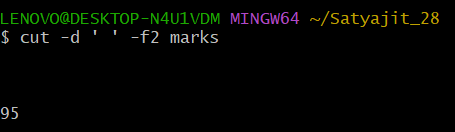 LENOVO@DESKTOP-N4U1VDM MINGW64 ~/Satyajit_28
$ cut -d ' ' -f2 marks
95